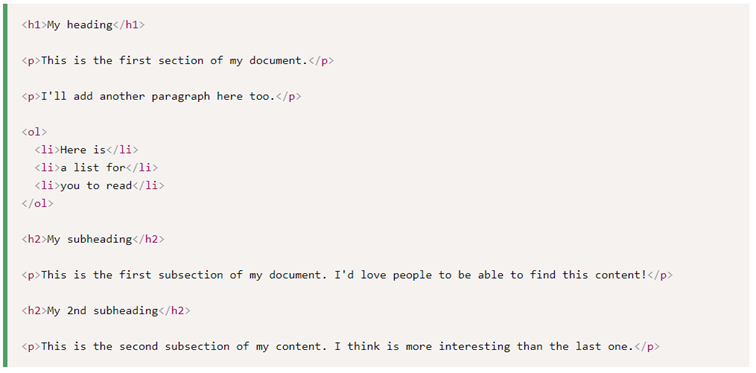 <h1>My heading</h1>
<p>This is the first section of my document.</p>
<p>I'll add another paragraph here too.</p>
<ol>
<li>Here is</li>
<li>a list for</li>
<li>you to read</li>
</ol>
<h2>My subheading</h2>
<p>This is the first subsection of my document. I'd love people to be able to find this content!</p>
<h2>My 2nd subheading</h2>
<p>This is the second subsection of my content. I think is more interesting than the last one.</p>